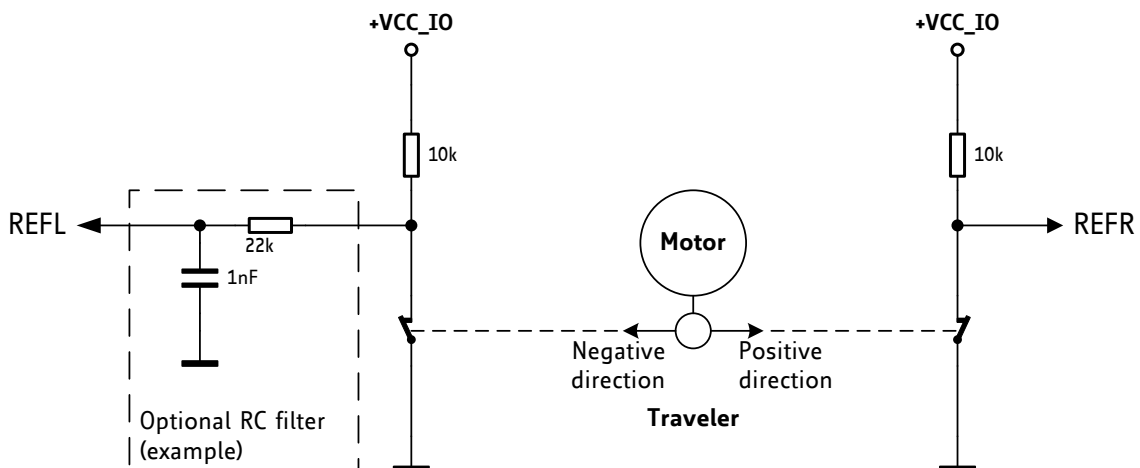 +VCC_IO
+VCC_IO
10k
10k
REFL
22k
1nF
Motor
REFR
Negative
direction
Positive
direction
Traveler
Optional RC filter
(example)